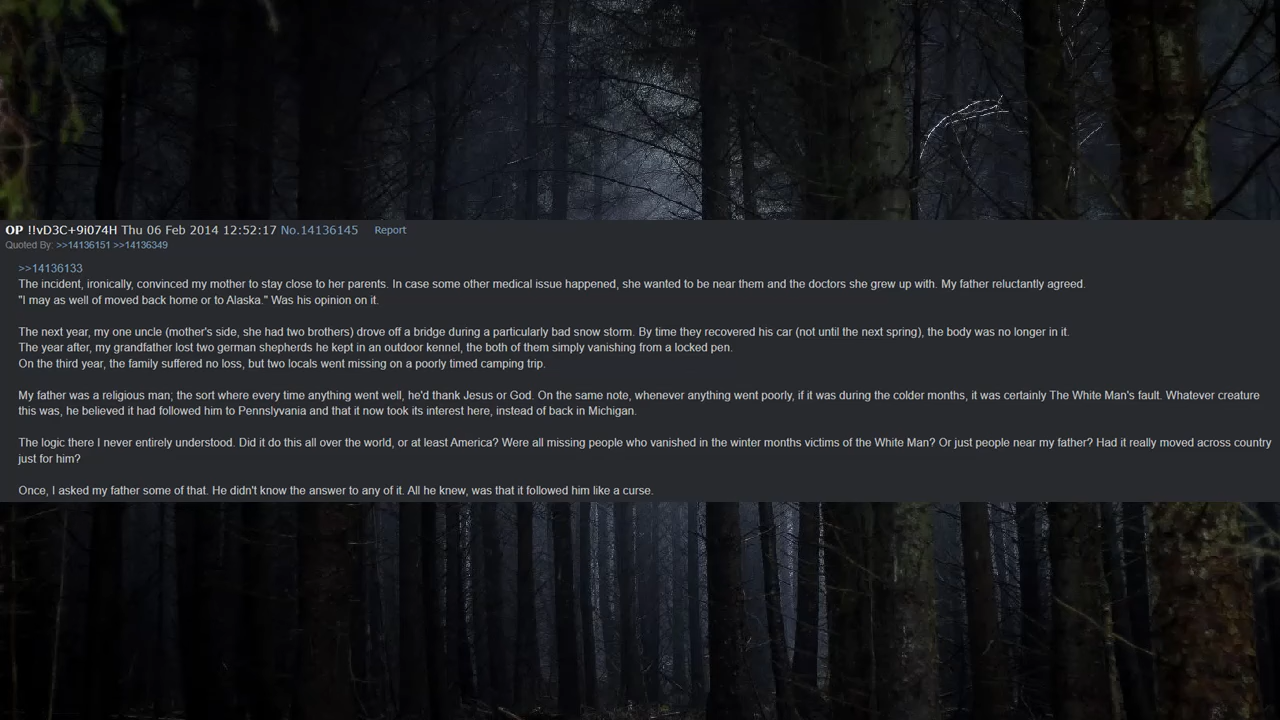 OP !!vD3C+9i074H Thu 06 Feb 2014 12:52:17 No.14136145 Report
Quoted By: >>14136151 >>14136349
>>14136133
The incident, ironically, convinced my mother to stay close to her parents. In case some other medical issue happened, she wanted to be near them and the doctors she grew up with. My father reluctantly agreed.
"I may as well of moved back home or to Alaska." Was his opinion on it.
The next year, my one uncle (mother's side, she had two brothers) drove off a bridge during a particularly bad snow storm. By time they recovered his car (not until the next spring), the body was no longer in it.
The year after, my grandfather lost two german shepherds he kept in an outdoor kennel, the both of them simply vanishing from a locked pen.
On the third year, the family suffered no loss, but two locals went missing on a poorly timed camping trip.
My father was a religious man; the sort where every time anything went well, he'd thank Jesus or God. On the same note, whenever anything went poorly, if it was during the colder months, it was certainly The White Man's fault. Whatever creature
this was, he believed it had followed him to Pennslyvania and that it now took its interest here, instead of back in Michigan.
The logic there I never entirely understood. Did it do this all over the world, or at least America? Were all missing people who vanished in the winter months victims of the White Man? Or just people near my father? Had it really moved across country
just for him?
Once, I asked my father some of that. He didn't know the answer to any of it. All he knew, was that it followed him like a curse.